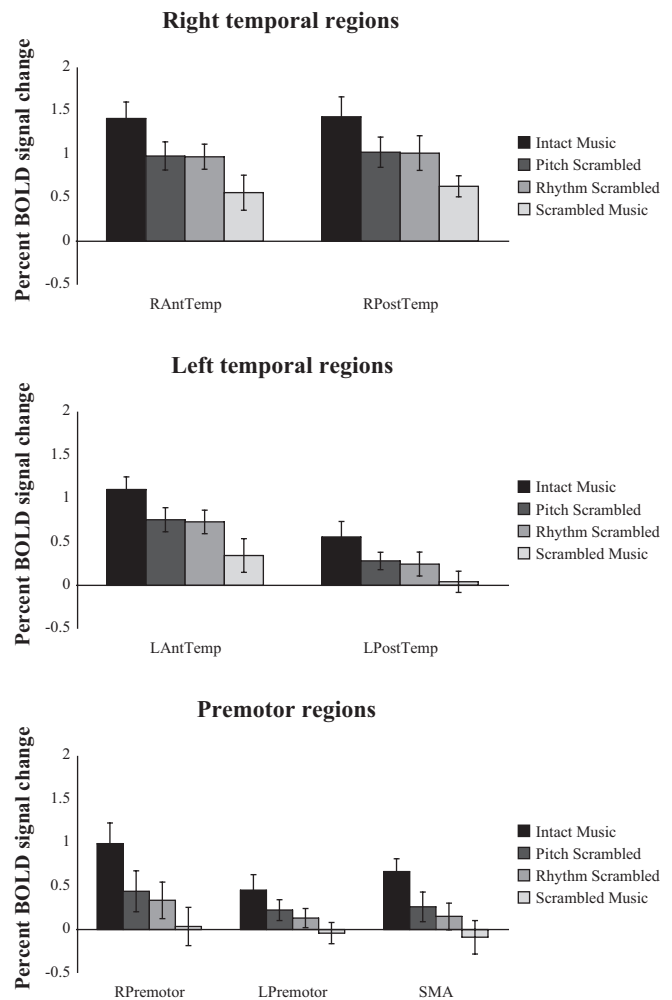 Right temporal regions
Percent BOLD signal change
2
1.5
1
0.5
0
-0.5
RAntTemp RPostTemp
Intact Music
Pitch Scrambled
Rhythm Scrambled
Scrambled Music
Left temporal regions
Percent BOLD signal change
2
1.5
1
0.5
0
-0.5
LAntTemp LPostTemp
Intact Music
Pitch Scrambled
Rhythm Scrambled
Scrambled Music
Premotor regions
Percent BOLD signal change
2
1.5
1
0.5
0
-0.5
RPremotor LPremotor SMA
Intact Music
Pitch Scrambled
Rhythm Scrambled
Scrambled Music